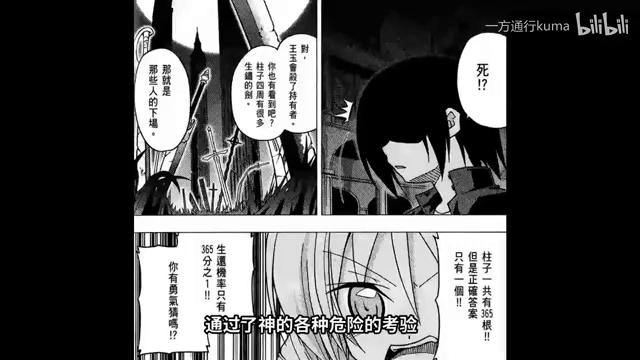 一方通行kuma bilibili
死!?
對，
王玉會殺了持有者。
你也有看到吧？
柱子四周有很多
生鏽的劍。
那就是
那些人的下場。
柱子一共有365根!!
但是正確答案
只有一個!!
生還機率只有
365分之1!!
你有勇氣猜嗎!?
通过了神的各种危险的考验